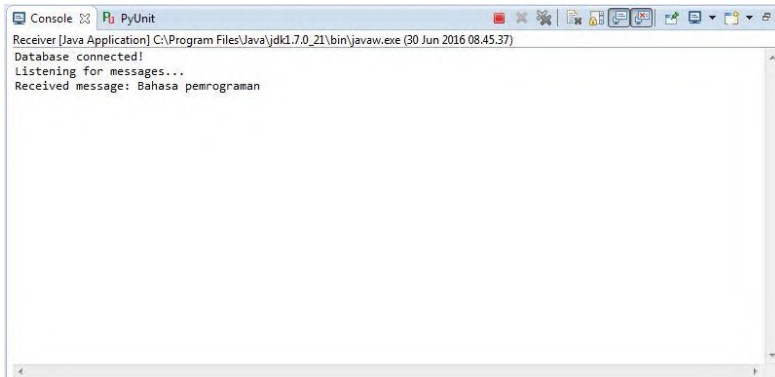 Console PyUnit
Receiver [Java Application] C:\Program Files\Java\jdk1.7.0_21\bin\javaw.exe (30 Jun 2016 08.45.37)
Database connected!
Listening for messages...
Received message: Bahasa pemrograman